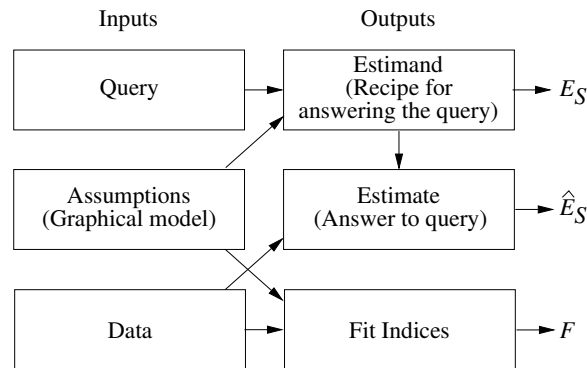 Inputs
Outputs
Query
Estimand
(Recipe for
answering the query)
E_S
Assumptions
(Graphical model)
Estimate
(Answer to query)
Ê_S
Data
Fit Indices
F